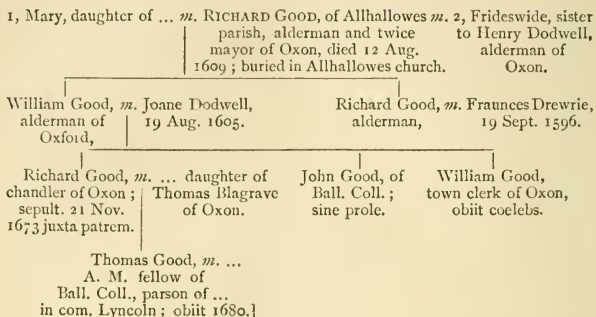 1, Mary, daughter of ... m. RICHARD GOOD, of Allhallowes m. 2, Frideswide, sister
parish, alderman and twice to Henry Dodwell,
mayor of Oxon, died 12 Aug. alderman of
1609 ; buried in Allhallowes church. Oxon.
William Good, m. Joane Dodwell, Richard Good, m. Fraunces Drewrie,
alderman of 19 Aug. 1605. alderman, 19 Sept. 1596.
Oxford,
Richard Good, m. ... daughter of John Good, of William Good,
chandler of Oxon ; Thomas Blagrave Ball. Coll. ; town clerk of Oxon,
sepult. 21 Nov. of Oxon. sine prole. obiit coelebs.
1673 juxta patrem.
Thomas Good, m. ...
A. M. fellow of
Ball. Coll., parson of ...
in com. Lyncoln ; obiit 1680.}